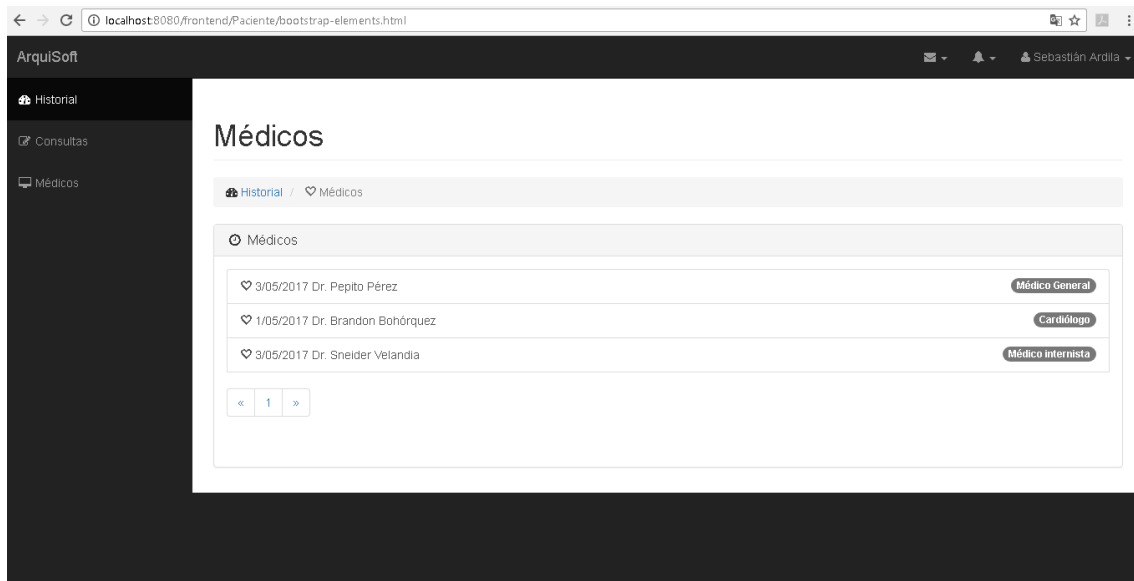 localhost:8080/frontend/Paciente/bootstrap-elements.html
ArquiSoft
Sebastián Ardila
Historial
Consultas
Médicos
Médicos
Historial / Médicos
Médicos
3/05/2017 Dr. Pepito Pérez Médico General
1/05/2017 Dr. Brandon Bohórquez Cardiólogo
3/05/2017 Dr. Sneider Velandia Médico internista
« 1 »